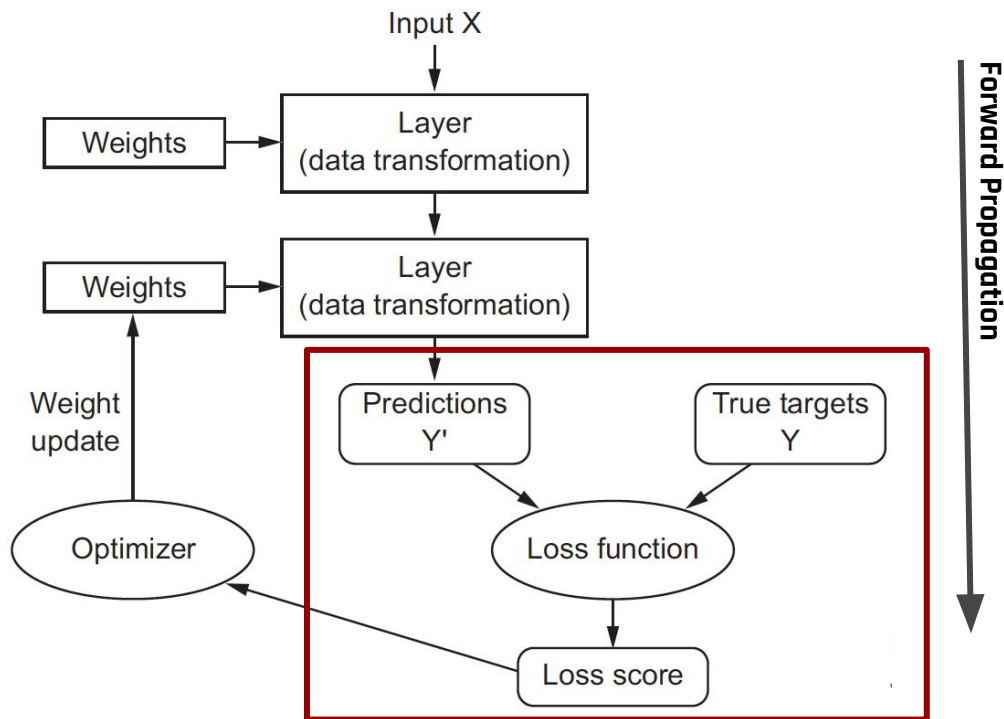 Input X
Weights
Layer
(data transformation)
Weights
Layer
(data transformation)
Weight
update
Predictions
Y'
True targets
Y
Optimizer
Loss function
Loss score
Forward Propagation